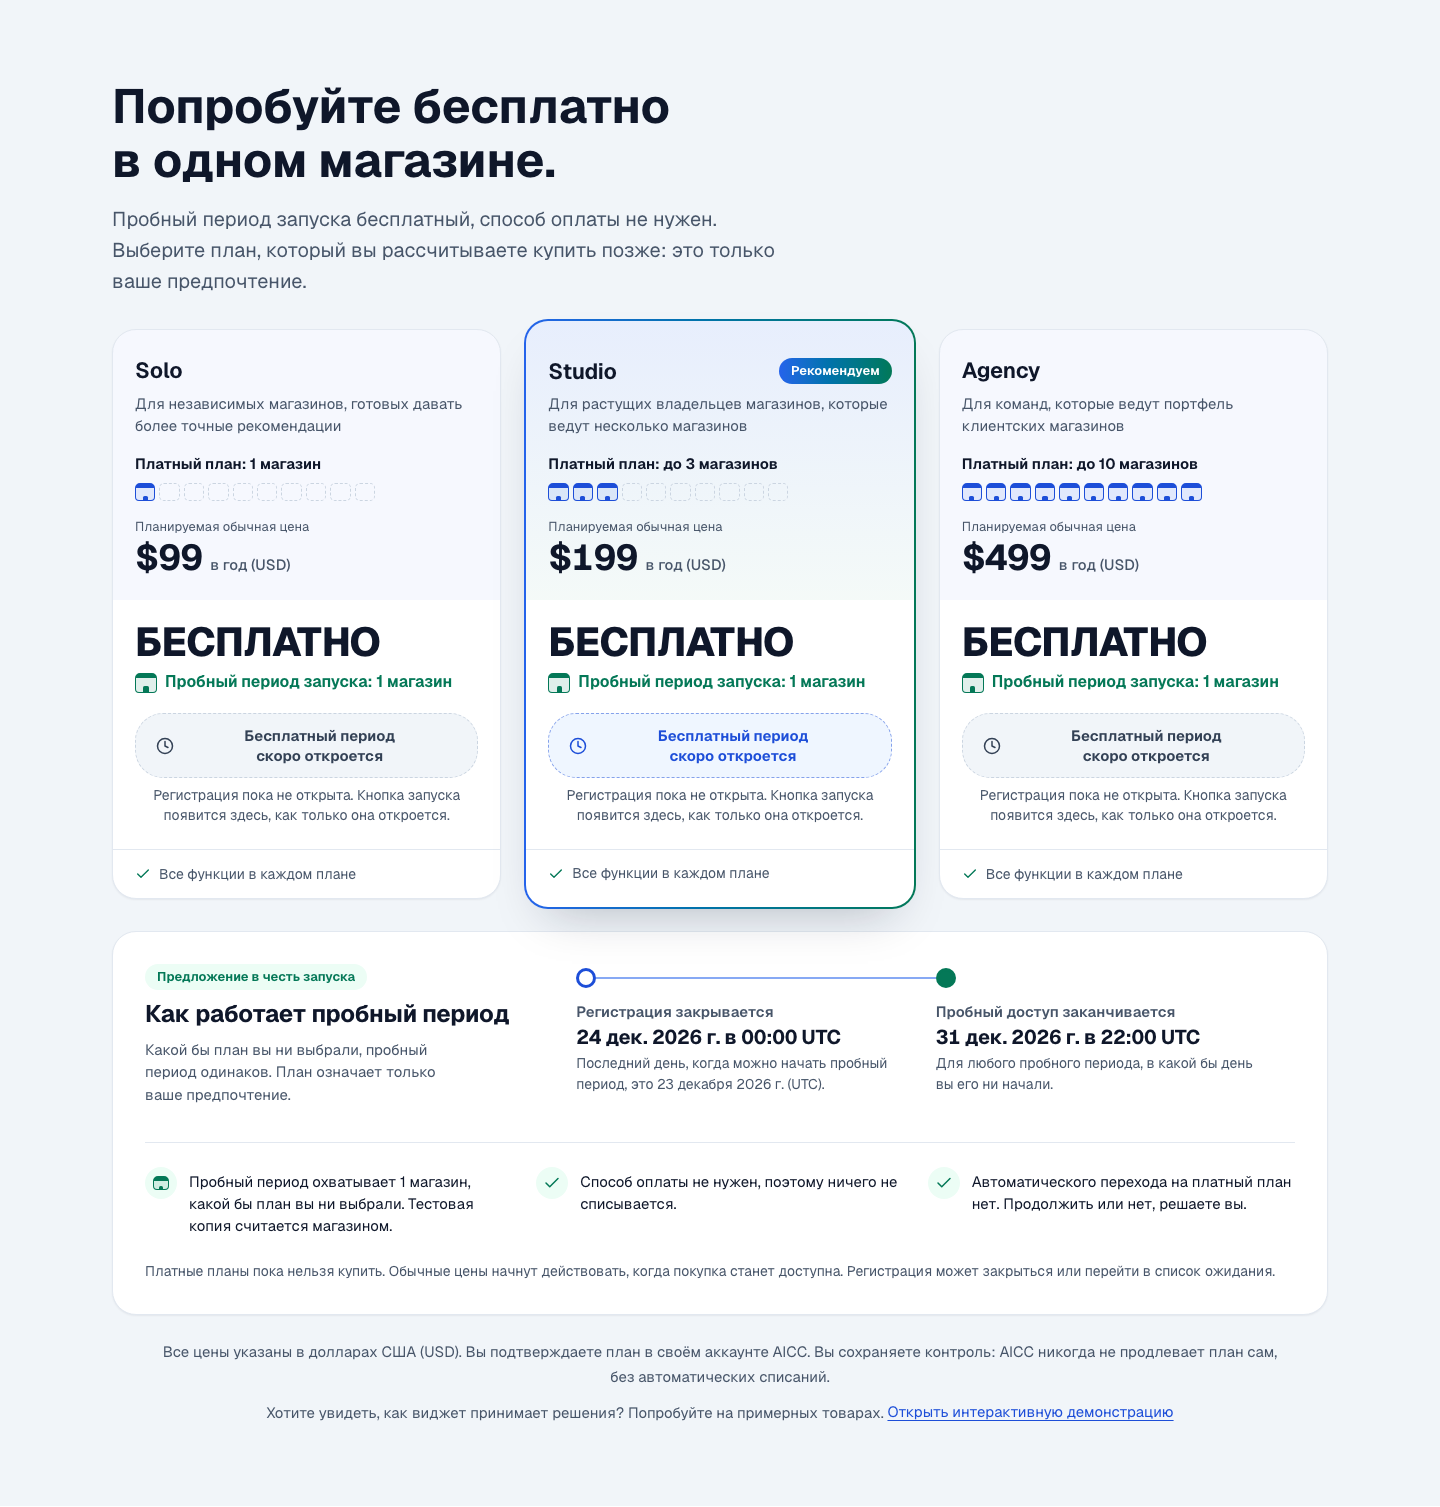 Попробуйте бесплатно
в одном магазине.
Пробный период запуска бесплатный, способ оплаты не нужен.
Выберите план, который вы рассчитываете купить позже: это только
ваше предпочтение.
Solo
Для независимых магазинов, готовых давать
более точные рекомендации
Платный план: 1 магазин
Планируемая обычная цена
$99 в год (USD)
БЕСПЛАТНО
Пробный период запуска: 1 магазин
Бесплатный период
скоро откроется
Регистрация пока не открыта. Кнопка запуска
появится здесь, как только она откроется.
Все функции в каждом плане
Studio
Рекомендуем
Для растущих владельцев магазинов, которые
ведут несколько магазинов
Платный план: до 3 магазинов
Планируемая обычная цена
$199 в год (USD)
БЕСПЛАТНО
Пробный период запуска: 1 магазин
Бесплатный период
скоро откроется
Регистрация пока не открыта. Кнопка запуска
появится здесь, как только она откроется.
Все функции в каждом плане
Agency
Для команд, которые ведут портфель
клиентских магазинов
Платный план: до 10 магазинов
Планируемая обычная цена
$499 в год (USD)
БЕСПЛАТНО
Пробный период запуска: 1 магазин
Бесплатный период
скоро откроется
Регистрация пока не открыта. Кнопка запуска
появится здесь, как только она откроется.
Все функции в каждом плане
Предложение в честь запуска
Как работает пробный период
Какой бы план вы ни выбрали, пробный
период одинаков. План означает только
ваше предпочтение.
Регистрация закрывается
24 дек. 2026 г. в 00:00 UTC
Последний день, когда можно начать пробный
период, это 23 декабря 2026 г. (UTC).
Пробный доступ заканчивается
31 дек. 2026 г. в 22:00 UTC
Для любого пробного периода, в какой бы день
вы его ни начали.
Пробный период охватывает 1 магазин,
какой бы план вы ни выбрали. Тестовая
копия считается магазином.
Способ оплаты не нужен, поэтому ничего не
списывается.
Автоматического перехода на платный план
нет. Продолжить или нет, решаете вы.
Платные планы пока нельзя купить. Обычные цены начнут действовать, когда покупка станет доступна. Регистрация может закрыться или перейти в список ожидания.
Все цены указаны в долларах США (USD). Вы подтверждаете план в своём аккаунте AICC. Вы сохраняете контроль: AICC никогда не продлевает план сам,
без автоматических списаний.
Хотите увидеть, как виджет принимает решения? Попробуйте на примерных товарах. Открыть интерактивную демонстрацию